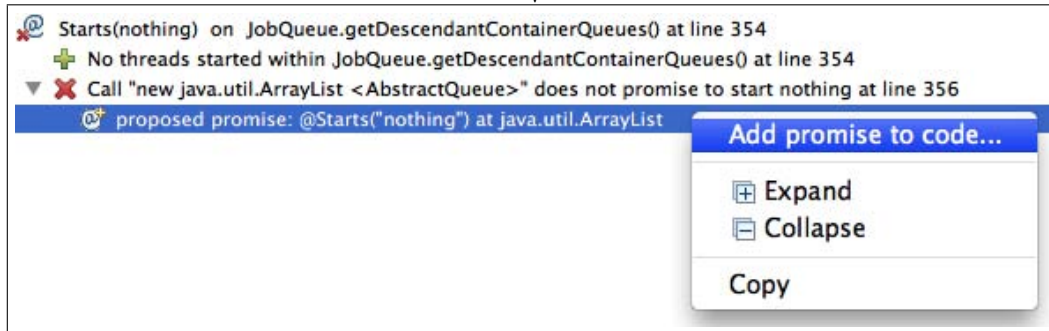 Starts(nothing) on JobQueue.getDescendantContainerQueues() at line 354
No threads started within JobQueue.getDescendantContainerQueues() at line 354
Call "new java.util.ArrayList <AbstractQueue>" does not promise to start nothing at line 356
proposed promise: @Starts("nothing") at java.util.ArrayList
Add promise to code...
Expand
Collapse
Copy